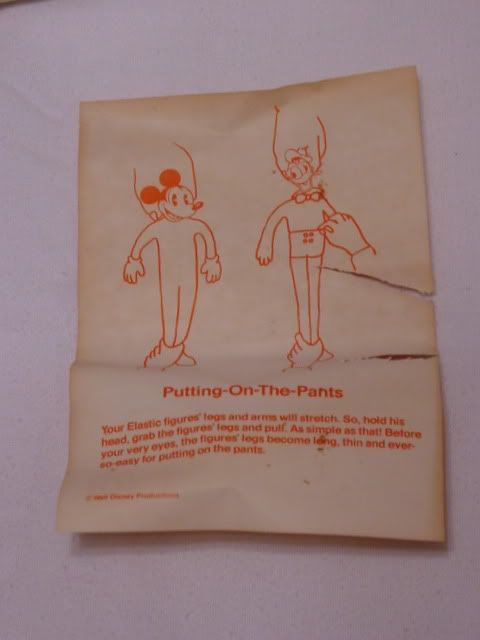 Putting-On-The-Pants
Your Elastic figures' legs and arms will stretch. So, hold his
head, grab the figures' legs and pull. As simple as that! Before
your very eyes, the figures' legs become long, thin and ever-
so-easy for putting on the pants.
© Walt Disney Productions